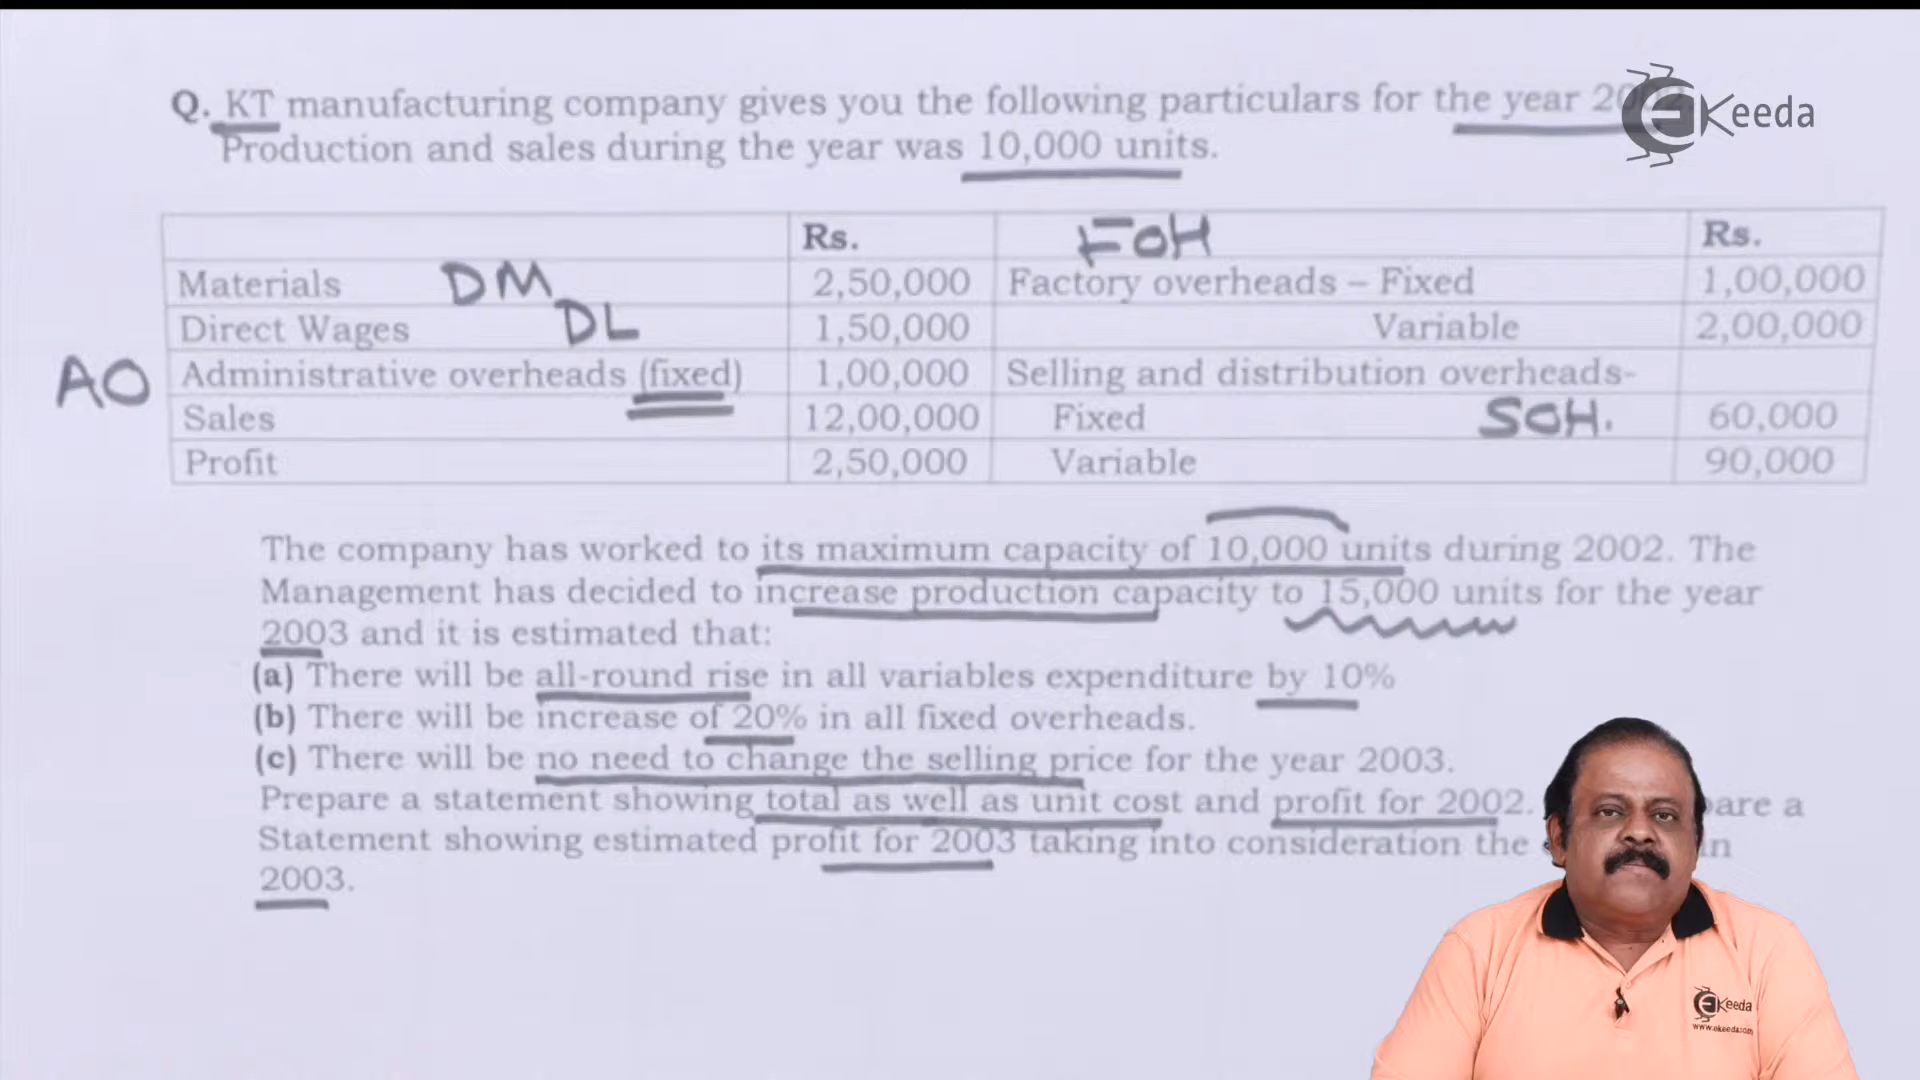 Q. KT manufacturing company gives you the following particulars for the year
Production and sales during the year was 10,000 units.
EKeeda
Rs. FOH Rs.
Materials DM 2,50,000 Factory overheads – Fixed 1,00,000
Direct Wages DL 1,50,000 Variable 2,00,000
AO Administrative overheads (fixed) 1,00,000 Selling and distribution overheads-
Sales 12,00,000 Fixed SOH. 60,000
Profit 2,50,000 Variable 90,000
The company has worked to its maximum capacity of 10,000 units during 2002. The
Management has decided to increase production capacity to 15,000 units for the year
2003 and it is estimated that:
(a) There will be all-round rise in all variables expenditure by 10%
(b) There will be increase of 20% in all fixed overheads.
(c) There will be no need to change the selling price for the year 2003.
Prepare a statement showing total as well as unit cost and profit for 2002. pare a
Statement showing estimated profit for 2003 taking into consideration the in
2003.
EKeeda
www.ekeeda.com